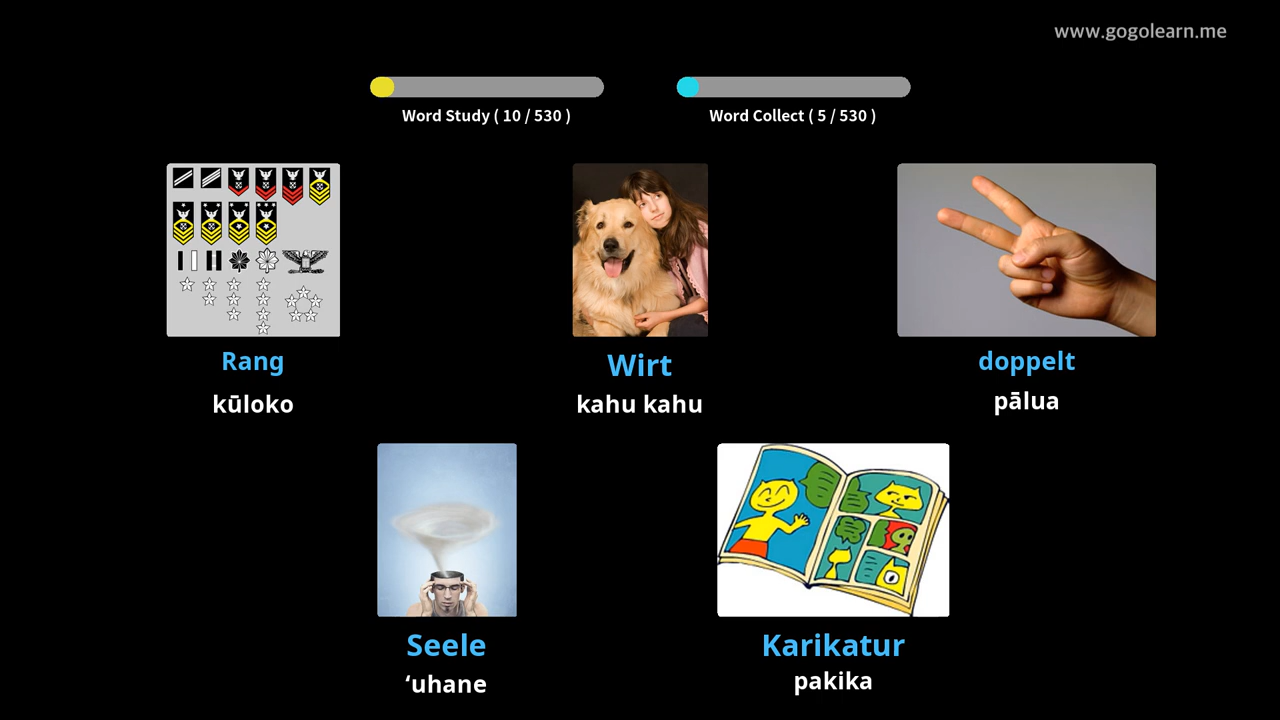 www.gogolearn.me
Word Study ( 10 / 530 )
Word Collect ( 5 / 530 )
Rang
kūloko
Wirt
kahu kahu
doppelt
pālua
Seele
ʻuhane
Karikatur
pakika